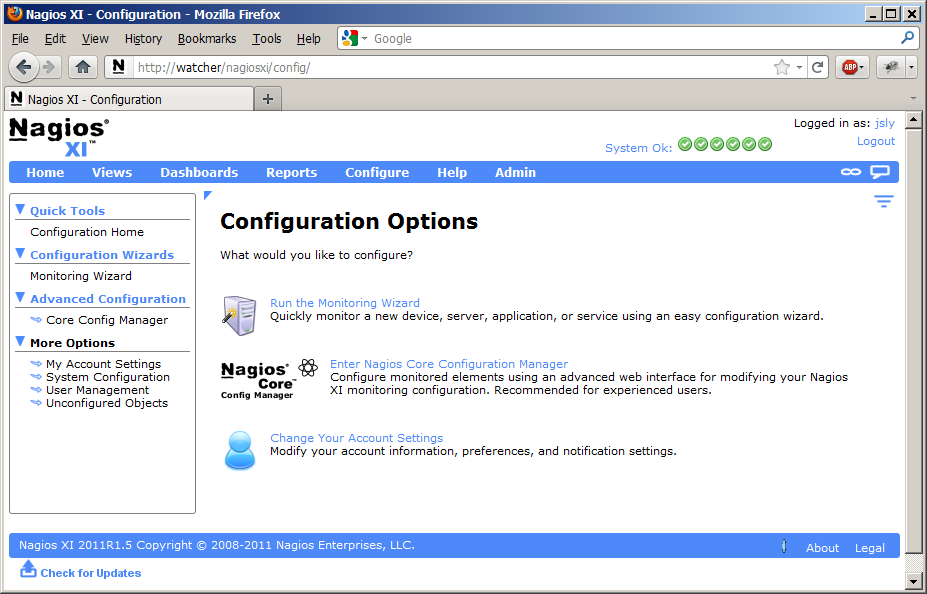 Nagios XI - Configuration - Mozilla Firefox
File Edit View History Bookmarks Tools Help Google
N http://watcher/nagiosxi/config/ ABP
N Nagios XI - Configuration
Nagios®
XI™
Logged in as: jsly
System Ok:
Logout
Home Views Dashboards Reports Configure Help Admin
Quick Tools
Configuration Home
Configuration Wizards
Monitoring Wizard
Advanced Configuration
Core Config Manager
More Options
My Account Settings
System Configuration
User Management
Unconfigured Objects
Configuration Options
What would you like to configure?
Run the Monitoring Wizard
Quickly monitor a new device, server, application, or service using an easy configuration wizard.
Nagios®
Core™
Config Manager
Enter Nagios Core Configuration Manager
Configure monitored elements using an advanced web interface for modifying your Nagios
XI monitoring configuration. Recommended for experienced users.
Change Your Account Settings
Modify your account information, preferences, and notification settings.
Nagios XI 2011R1.5 Copyright © 2008-2011 Nagios Enterprises, LLC.
About Legal
Check for Updates